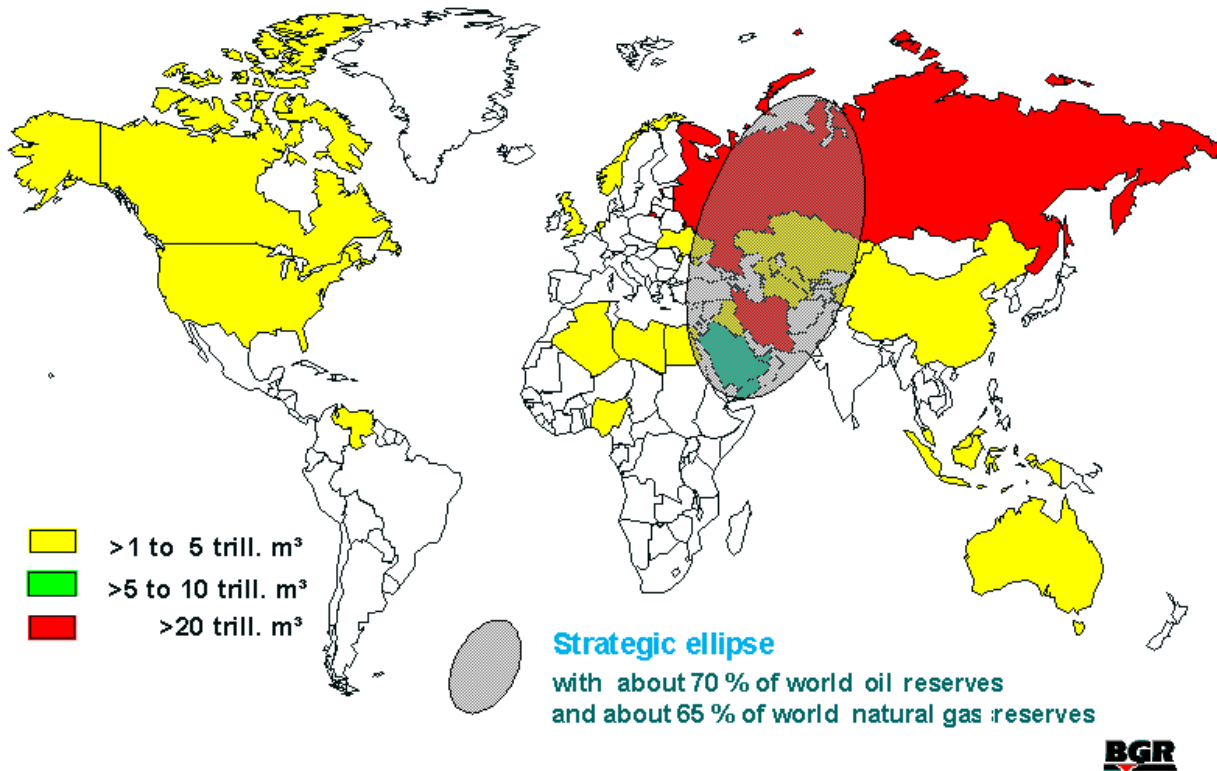 >1 to 5 trill. m³
>5 to 10 trill. m³
>20 trill. m³
Strategic ellipse
with about 70 % of world oil reserves
and about 65 % of world natural gas reserves
BGR